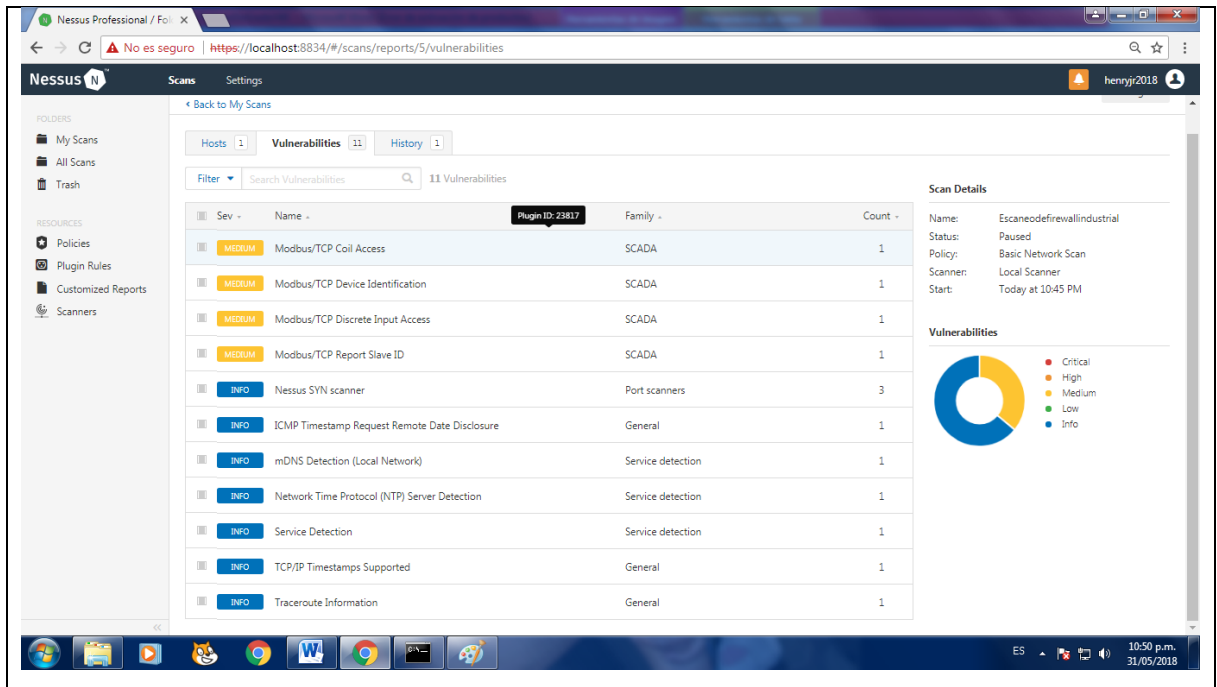 Nessus Professional / Fol
No es seguro https://localhost:8834/#/scans/reports/5/vulnerabilities
Nessus N Scans Settings henryjr2018
Back to My Scans
FOLDERS
My Scans
All Scans
Trash
RESOURCES
Policies
Plugin Rules
Customized Reports
Scanners
Hosts 1 Vulnerabilities 11 History 1
Filter Search Vulnerabilities 11 Vulnerabilities
Sev Name Family Count
Plugin ID: 23817
MEDIUM Modbus/TCP Coil Access SCADA 1
MEDIUM Modbus/TCP Device Identification SCADA 1
MEDIUM Modbus/TCP Discrete Input Access SCADA 1
MEDIUM Modbus/TCP Report Slave ID SCADA 1
INFO Nessus SYN scanner Port scanners 3
INFO ICMP Timestamp Request Remote Date Disclosure General 1
INFO mDNS Detection (Local Network) Service detection 1
INFO Network Time Protocol (NTP) Server Detection Service detection 1
INFO Service Detection Service detection 1
INFO TCP/IP Timestamps Supported General 1
INFO Traceroute Information General 1
Scan Details
Name: Escaneodefirewallindustrial
Status: Paused
Policy: Basic Network Scan
Scanner: Local Scanner
Start: Today at 10:45 PM
Vulnerabilities
Critical
High
Medium
Low
Info
ES 10:50 p.m.
31/05/2018